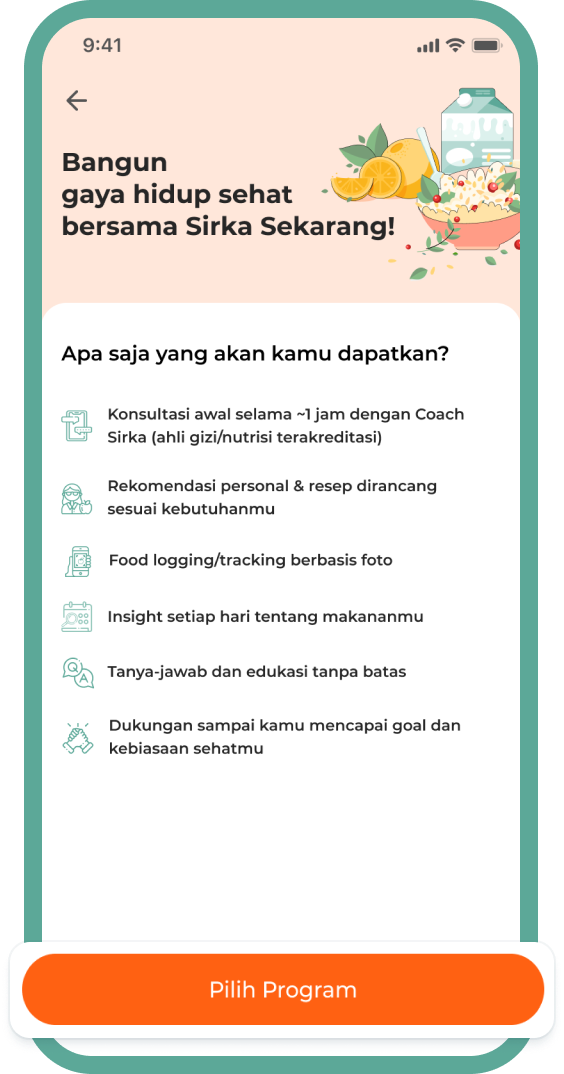 9:41
Bangun
gaya hidup sehat
bersama Sirka Sekarang!
Apa saja yang akan kamu dapatkan?
Konsultasi awal selama ~1 jam dengan Coach
Sirka (ahli gizi/nutrisi terakreditasi)
Rekomendasi personal & resep dirancang
sesuai kebutuhanmu
Food logging/tracking berbasis foto
Insight setiap hari tentang makananmu
Q
A
Tanya-jawab dan edukasi tanpa batas
Dukungan sampai kamu mencapai goal dan
kebiasaan sehatmu
Pilih Program